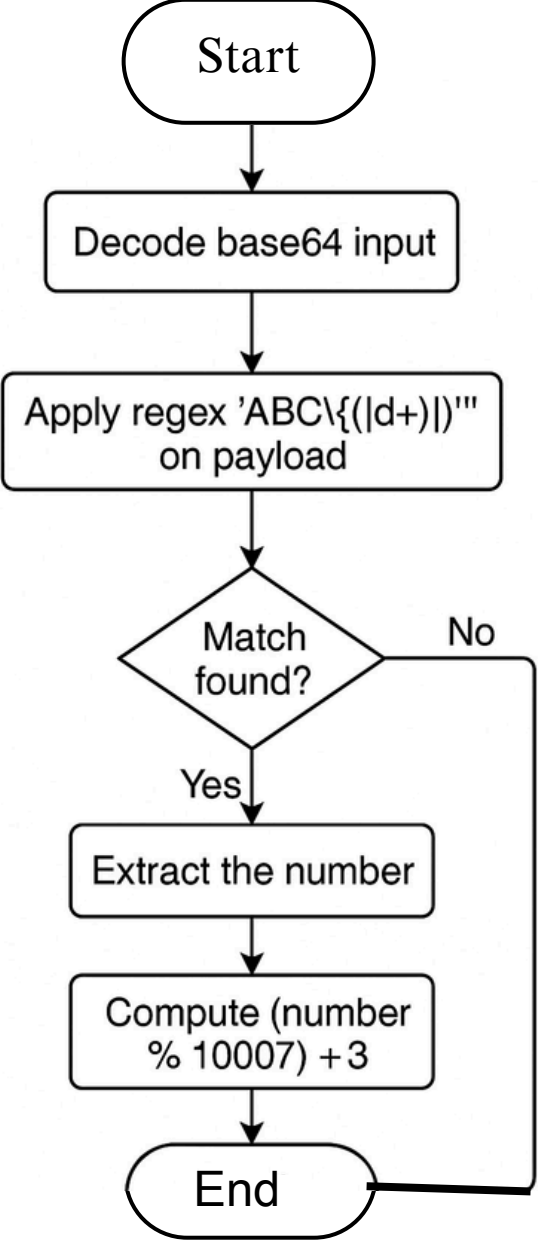 Start
Decode base64 input
Apply regex 'ABC\{(|d+)|)'"
on payload
Match
found?
No
Yes
Extract the number
Compute (number
% 10007) +3
End